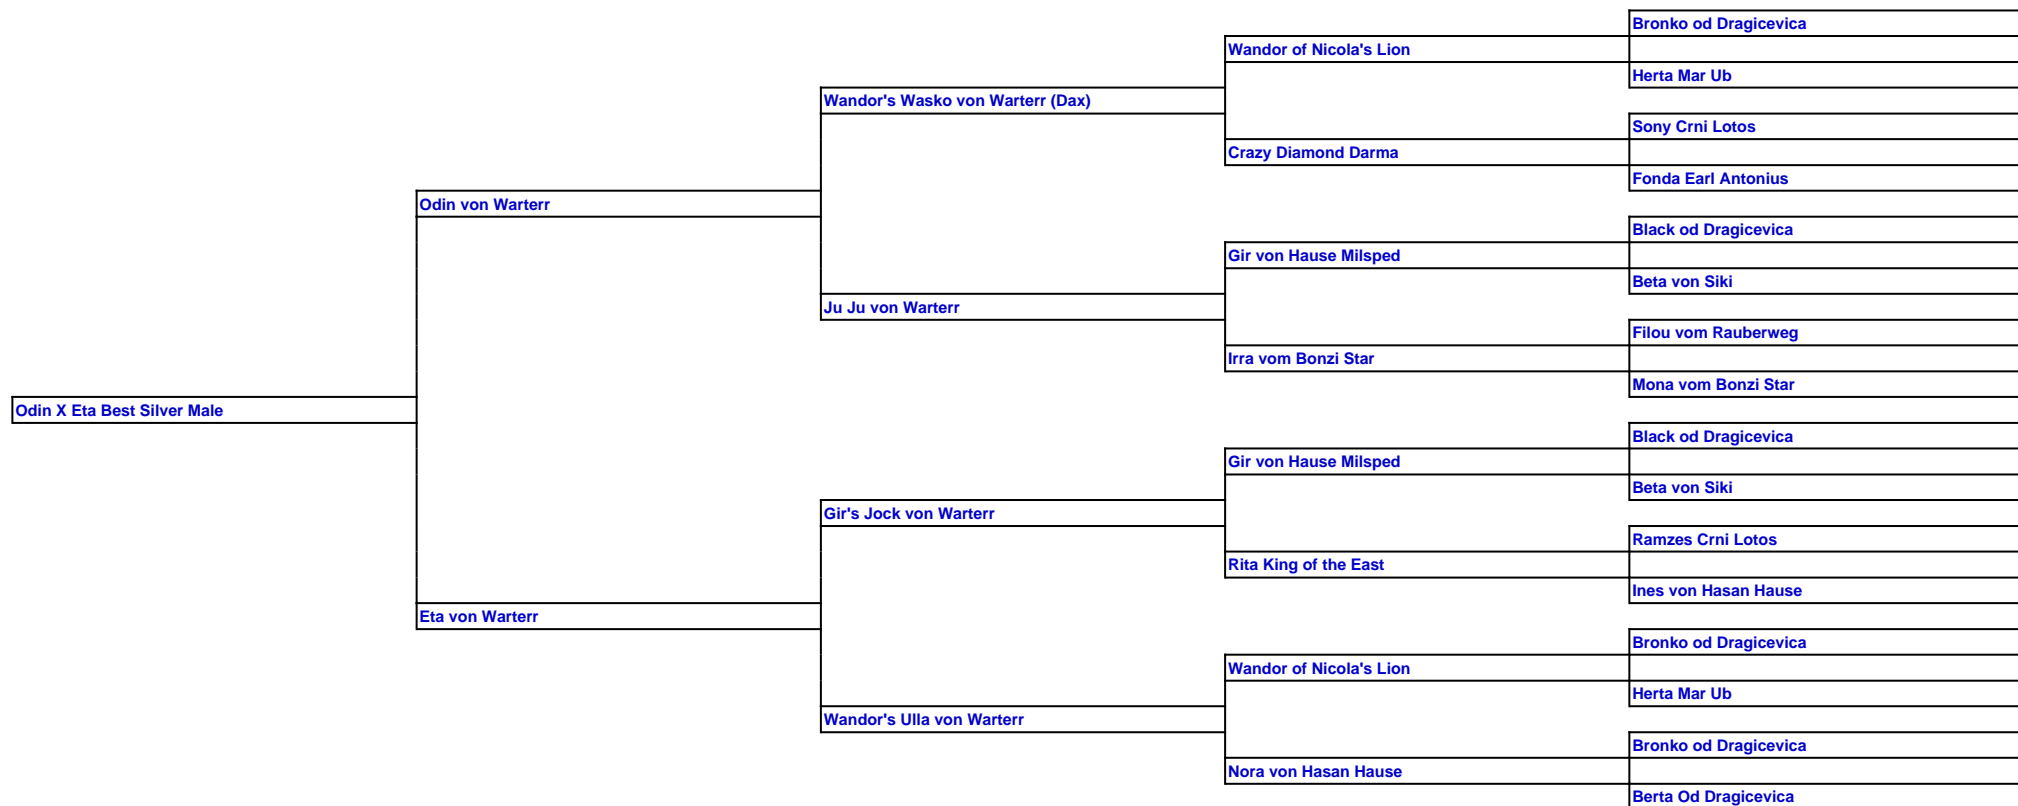 Bronko od Dragicevica
Wandor of Nicola's Lion
Herta Mar Ub
Wandor's Wasko von Warterr (Dax)
Sony Crni Lotos
Crazy Diamond Darma
Fonda Earl Antonius
Odin von Warterr
Black od Dragicevica
Gir von Hause Milsped
Beta von Siki
Ju Ju von Warterr
Filou vom Rauberweg
Irra vom Bonzi Star
Mona vom Bonzi Star
Odin X Eta Best Silver Male
Black od Dragicevica
Gir von Hause Milsped
Beta von Siki
Gir's Jock von Warterr
Ramzes Crni Lotos
Rita King of the East
Ines von Hasan Hause
Eta von Warterr
Bronko od Dragicevica
Wandor of Nicola's Lion
Herta Mar Ub
Wandor's Ulla von Warterr
Bronko od Dragicevica
Nora von Hasan Hause
Berta Od Dragicevica